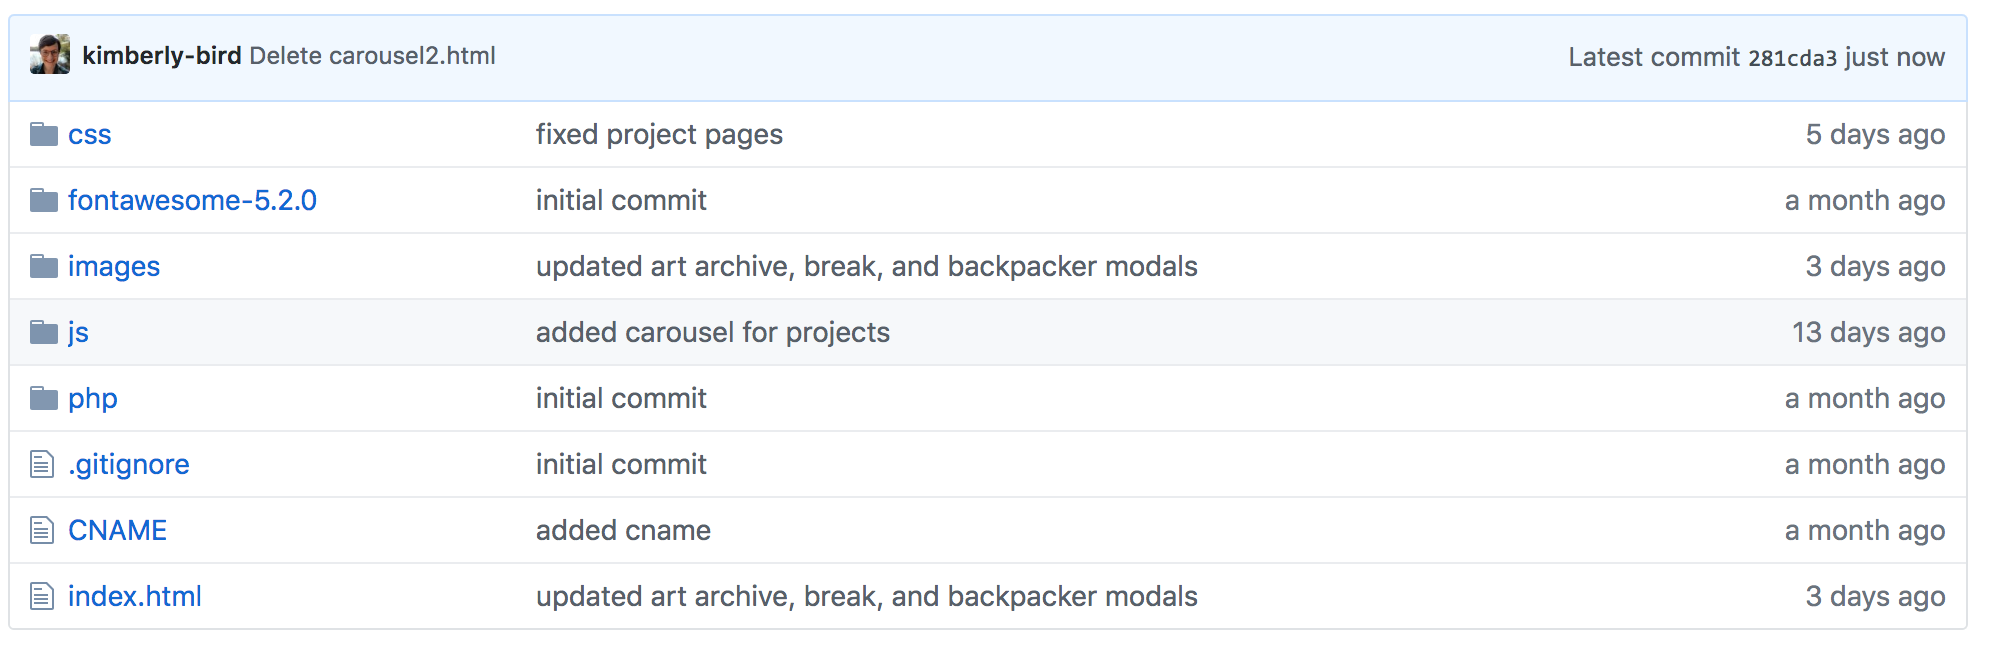 kimberly-bird Delete carousel2.html Latest commit 281cda3 just now
css fixed project pages 5 days ago
fontawesome-5.2.0 initial commit a month ago
images updated art archive, break, and backpacker modals 3 days ago
js added carousel for projects 13 days ago
php initial commit a month ago
.gitignore initial commit a month ago
CNAME added cname a month ago
index.html updated art archive, break, and backpacker modals 3 days ago